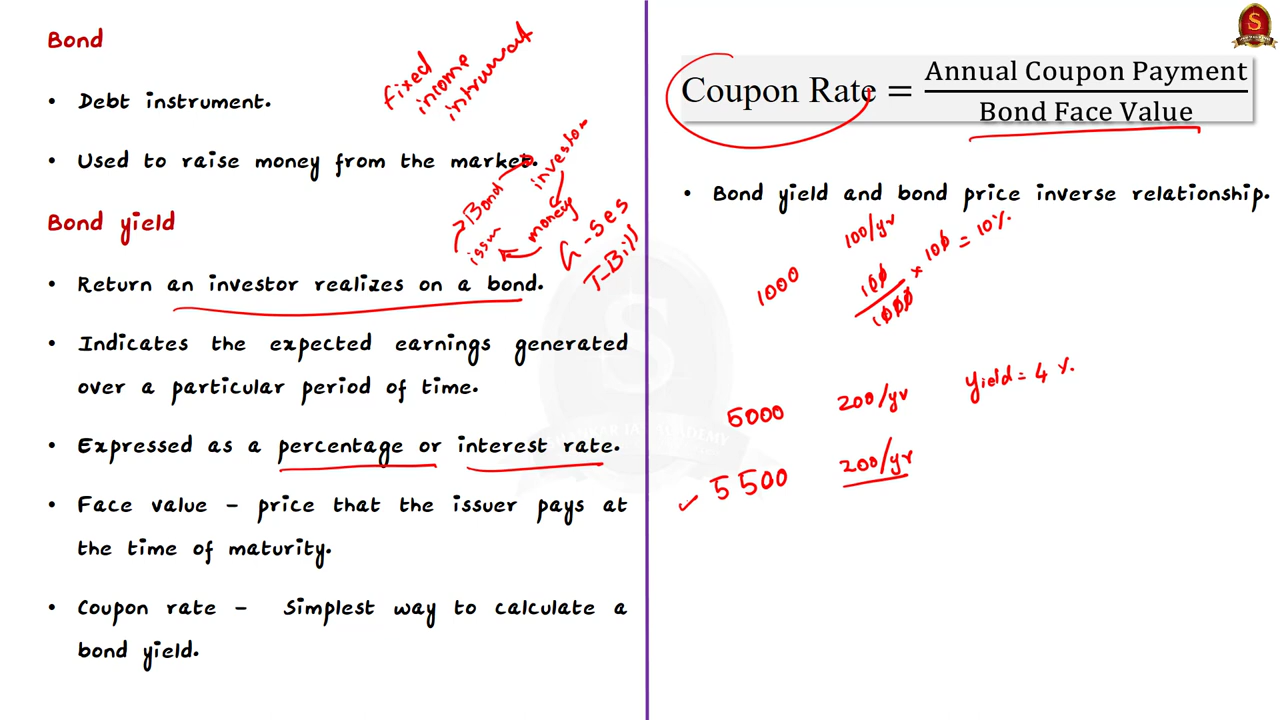 Bond
• Debt instrument.
fixed
income
intrument
• Used to raise money from the market.
Bond
investor
money
issu
G-Ses
T-Bill
Bond yield
• Return an investor realizes on a bond.
• Indicates the expected earnings generated
over a particular period of time.
• Expressed as a percentage or interest rate.
• Face value – price that the issuer pays at
the time of maturity.
• Coupon rate – Simplest way to calculate a
bond yield.
Coupon Rate = Annual Coupon Payment
Bond Face Value
• Bond yield and bond price inverse relationship.
1000 100/yr
100 × 100 = 10%
1000
5000 200/yr yield = 4 %
5500 200/yr